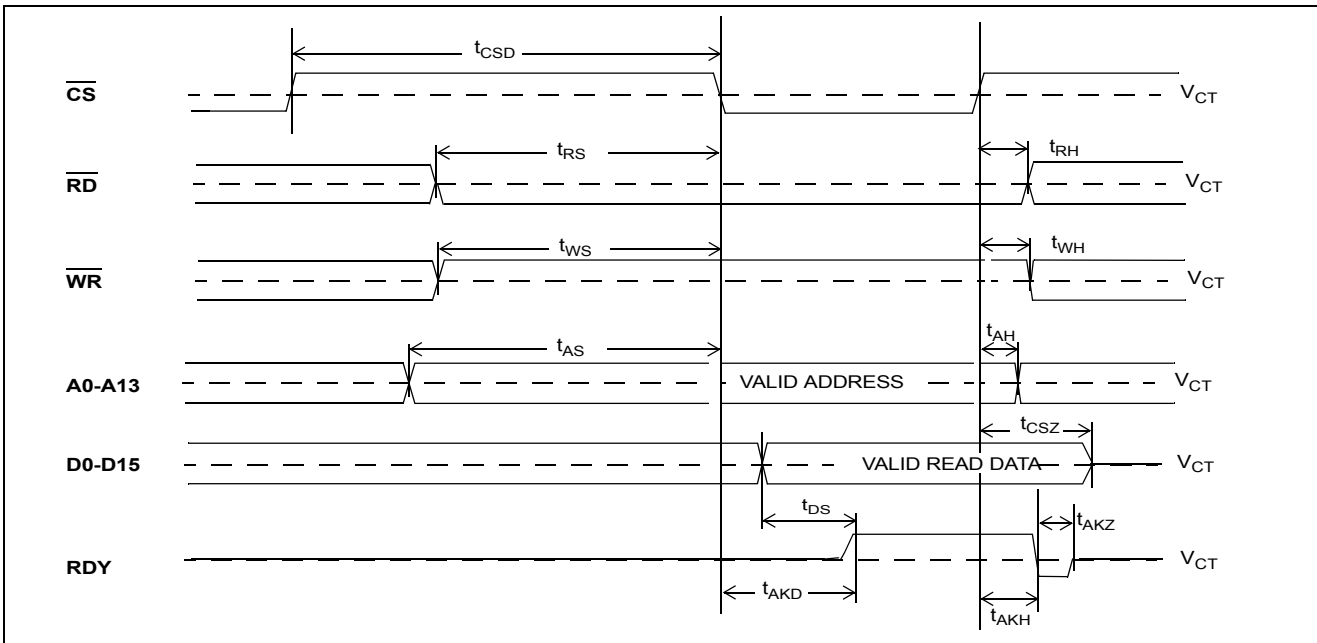 tCSD
CS VCT
tRS tRH
RD VCT
tWS tWH
WR VCT
tAS tAH
A0-A13 VALID ADDRESS VCT
tCSZ
D0-D15 VALID READ DATA VCT
tDS tAKZ
RDY VCT
tAKD tAKH